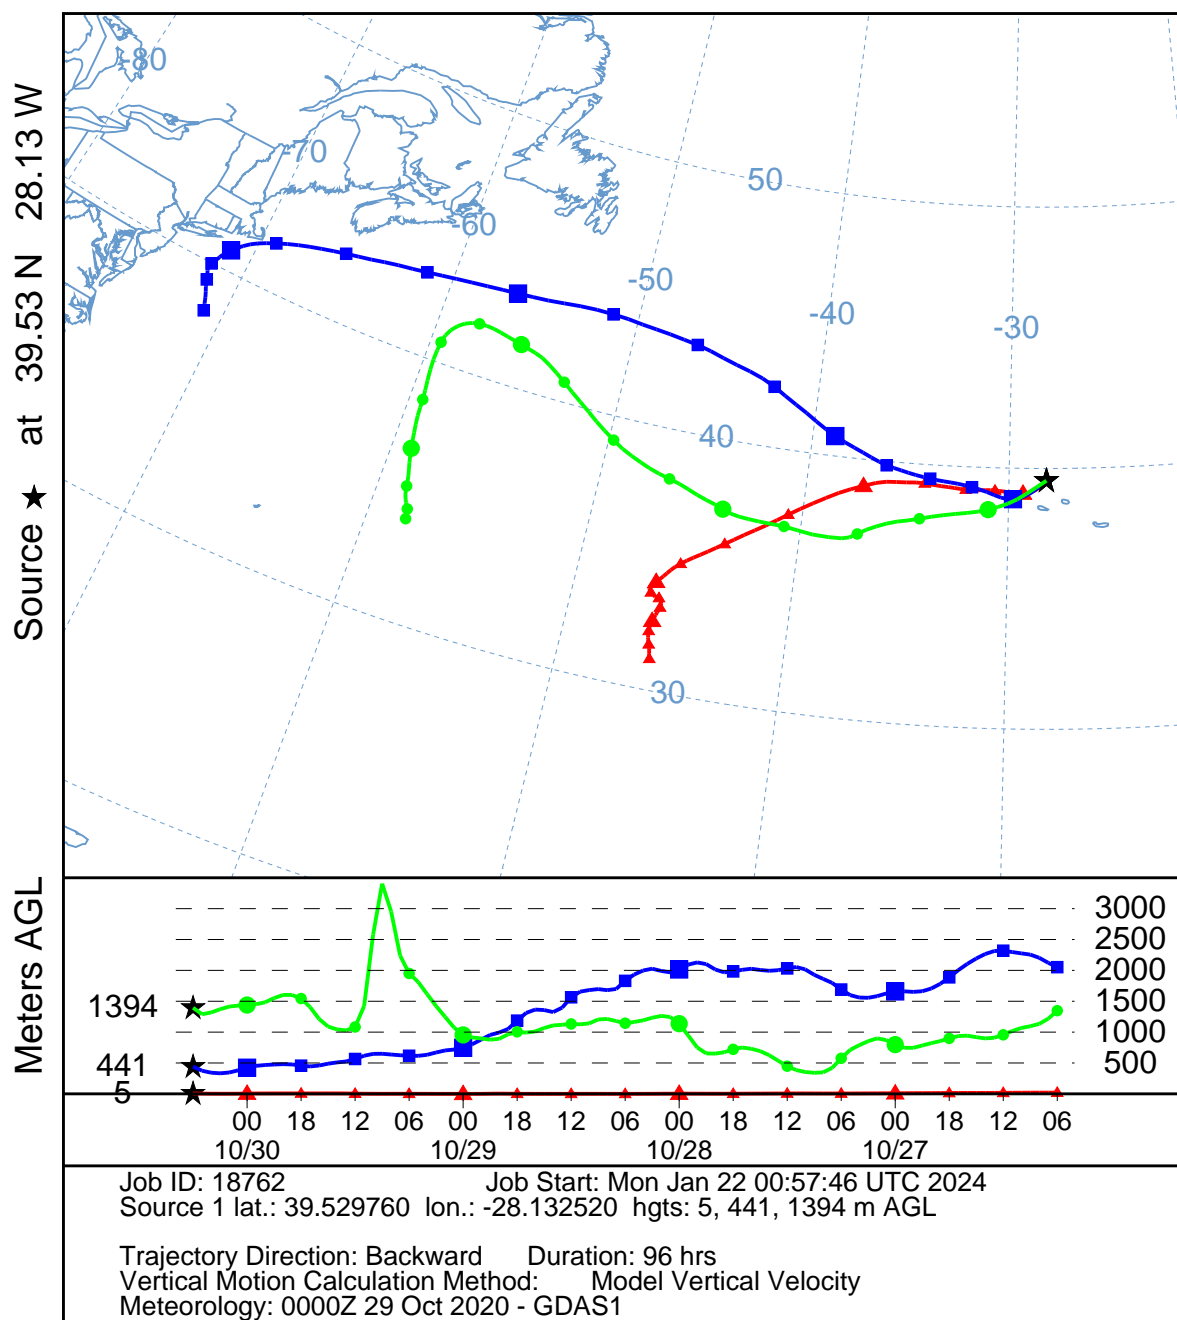 -80
-70
-60
50
-50
-40
-30
40
30
Source ★ at 39.53 N 28.13 W
Meters AGL
3000
2500
2000
1500
1000
500
1394
441
5
00 18 12 06 00 18 12 06 00 18 12 06 00 18 12 06
10/30 10/29 10/28 10/27
Job ID: 18762 Job Start: Mon Jan 22 00:57:46 UTC 2024
Source 1 lat.: 39.529760 lon.: -28.132520 hgts: 5, 441, 1394 m AGL
Trajectory Direction: Backward Duration: 96 hrs
Vertical Motion Calculation Method: Model Vertical Velocity
Meteorology: 0000Z 29 Oct 2020 - GDAS1